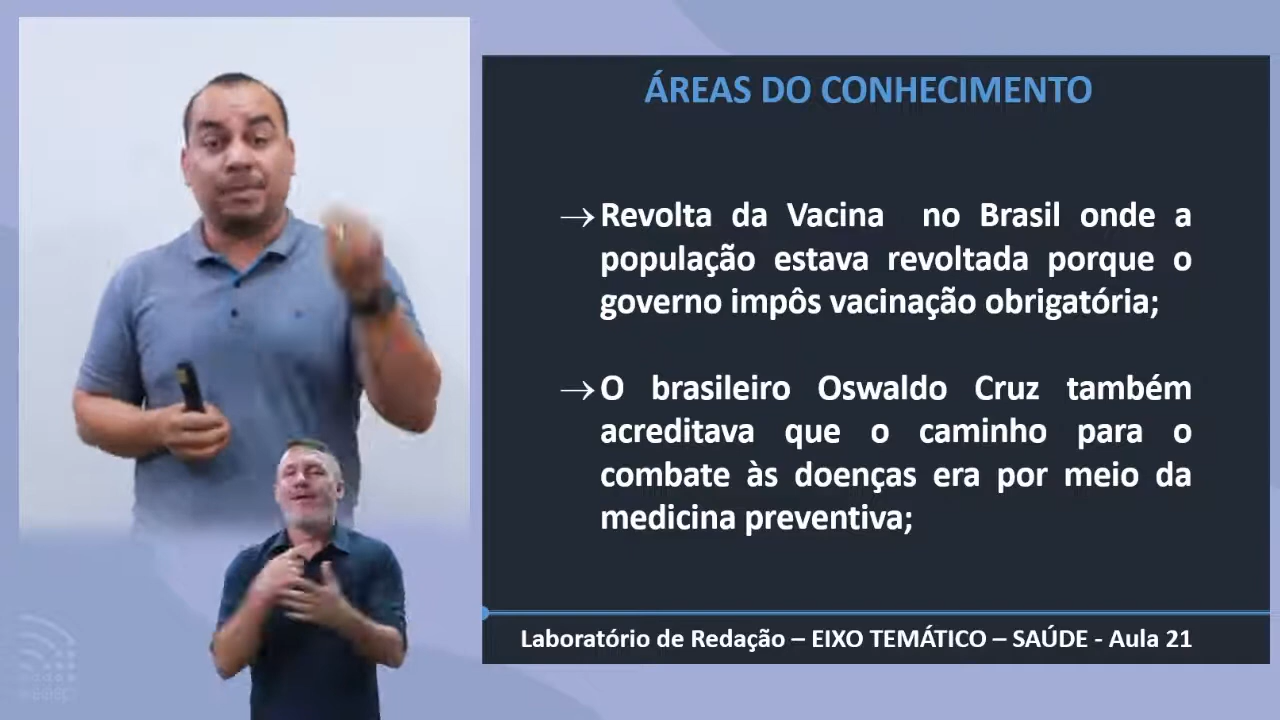 ÁREAS DO CONHECIMENTO
→ Revolta da Vacina no Brasil onde a
população estava revoltada porque o
governo impôs vacinação obrigatória;
→ O brasileiro Oswaldo Cruz também
acreditava que o caminho para o
combate às doenças era por meio da
medicina preventiva;
Laboratório de Redação – EIXO TEMÁTICO – SAÚDE - Aula 21